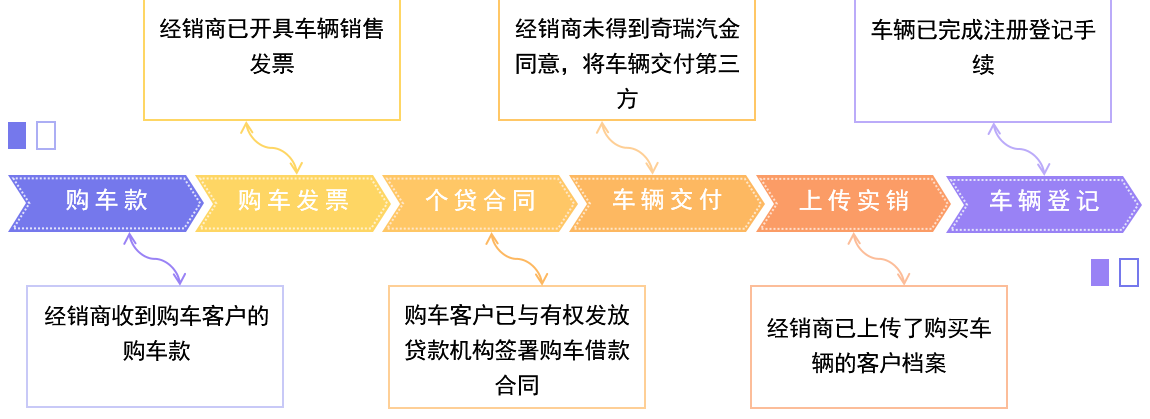 经销商已开具车辆销售
发票
经销商未得到奇瑞汽金
同意，将车辆交付第三
方
车辆已完成注册登记手
续
购车款
购车发票
个贷合同
车辆交付
上传实销
车辆登记
经销商收到购车客户的
购车款
购车客户已与有权发放
贷款机构签署购车借款
合同
经销商已上传了购买车
辆的客户档案